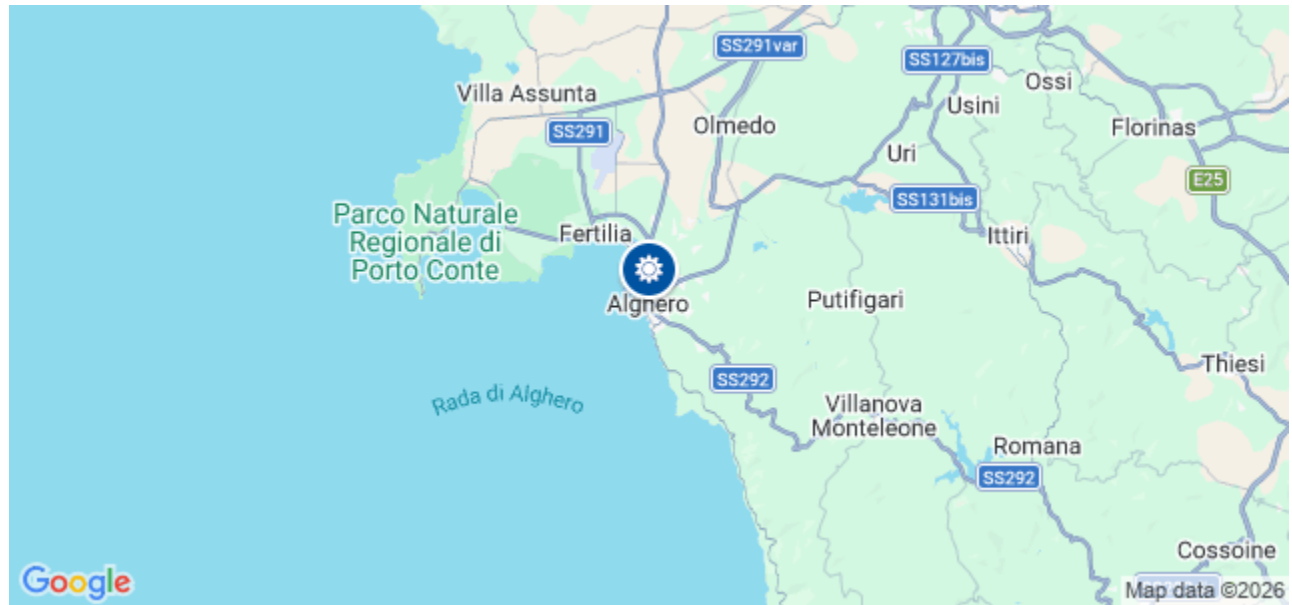 SS291var
SS127bis
Ossi
Villa Assunta
Usini
Olmedo
Florinas
SS291
Uri
E25
SS131bis
Parco Naturale
Regionale di
Porto Conte
Fertilia
Ittiri
Alghero
Putifigari
Thiesi
SS292
Rada di Alghero
Villanova
Monteleone
Romana
SS292
Cossoine
Google
Map data ©2026